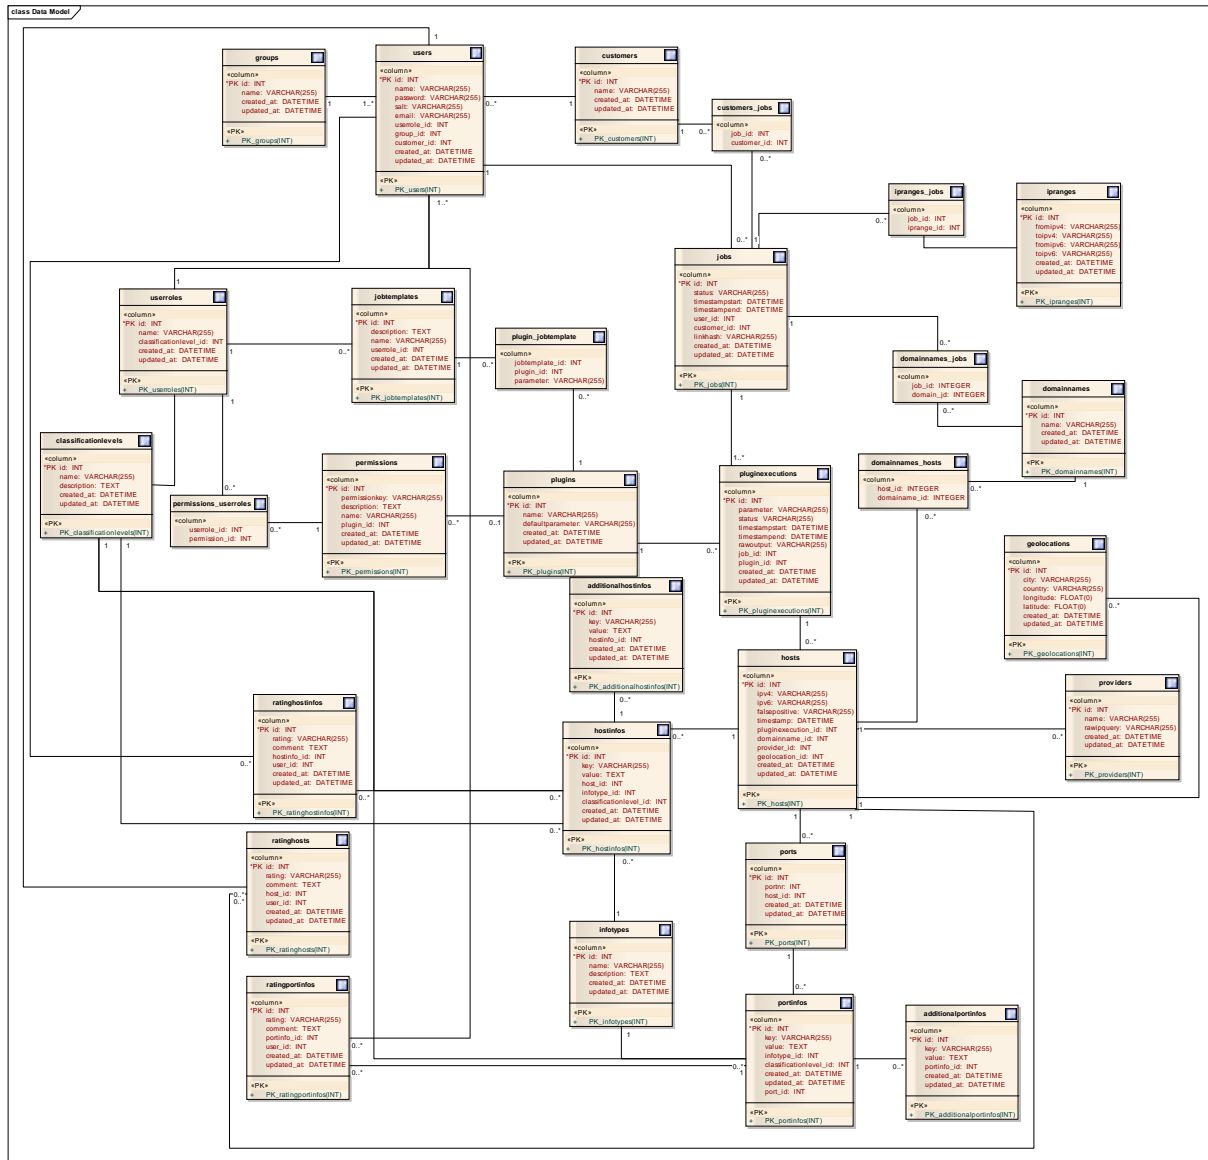 class Data Model
users
«column»
*PK id: INT
name: VARCHAR(255)
password: VARCHAR(255)
salt: VARCHAR(255)
email: VARCHAR(255)
userrole_id: INT
group_id: INT
customer_id: INT
created_at: DATETIME
updated_at: DATETIME
«PK»
+ PK_users(INT)
groups
«column»
*PK id: INT
name: VARCHAR(255)
created_at: DATETIME
updated_at: DATETIME
«PK»
+ PK_groups(INT)
customers
«column»
*PK id: INT
name: VARCHAR(255)
created_at: DATETIME
updated_at: DATETIME
«PK»
+ PK_customers(INT)
customers_jobs
«column»
job_id: INT
customer_id: INT
ipranges_jobs
«column»
job_id: INT
iprange_id: INT
ipranges
«column»
*PK id: INT
fromipv4: VARCHAR(255)
toipv4: VARCHAR(255)
fromipv6: VARCHAR(255)
toipv6: VARCHAR(255)
created_at: DATETIME
updated_at: DATETIME
«PK»
+ PK_ipranges(INT)
jobs
«column»
*PK id: INT
status: VARCHAR(255)
timestampstart: DATETIME
timestampend: DATETIME
user_id: INT
customer_id: INT
linkhash: VARCHAR(255)
created_at: DATETIME
updated_at: DATETIME
«PK»
+ PK_jobs(INT)
userroles
«column»
*PK id: INT
name: VARCHAR(255)
classificationlevel_id: INT
created_at: DATETIME
updated_at: DATETIME
«PK»
+ PK_userroles(INT)
jobtemplates
«column»
*PK id: INT
description: TEXT
name: VARCHAR(255)
userrole_id: INT
created_at: DATETIME
updated_at: DATETIME
«PK»
+ PK_jobtemplates(INT)
plugin_jobtemplate
«column»
jobtemplate_id: INT
plugin_id: INT
parameter: VARCHAR(255)
domainnames_jobs
«column»
job_id: INTEGER
domain_id: INTEGER
domainnames
«column»
*PK id: INT
name: VARCHAR(255)
created_at: DATETIME
updated_at: DATETIME
«PK»
+ PK_domainnames(INT)
classificationlevels
«column»
*PK id: INT
name: VARCHAR(255)
description: TEXT
created_at: DATETIME
updated_at: DATETIME
«PK»
+ PK_classificationlevels(INT)
permissions_userroles
«column»
userrole_id: INT
permission_id: INT
permissions
«column»
*PK id: INT
permissionkey: VARCHAR(255)
description: TEXT
name: VARCHAR(255)
plugin_id: INT
created_at: DATETIME
updated_at: DATETIME
«PK»
+ PK_permissions(INT)
plugins
«column»
*PK id: INT
name: VARCHAR(255)
defaultparameter: VARCHAR(255)
created_at: DATETIME
updated_at: DATETIME
«PK»
+ PK_plugins(INT)
pluginexecutions
«column»
*PK id: INT
parameter: VARCHAR(255)
status: VARCHAR(255)
timestampstart: DATETIME
timestampend: DATETIME
rawoutput: VARCHAR(255)
job_id: INT
plugin_id: INT
created_at: DATETIME
updated_at: DATETIME
«PK»
+ PK_pluginexecutions(INT)
domainnames_hosts
«column»
host_id: INTEGER
domainame_id: INTEGER
geolocations
«column»
*PK id: INT
city: VARCHAR(255)
country: VARCHAR(255)
longitude: FLOAT(0)
latitude: FLOAT(0)
created_at: DATETIME
updated_at: DATETIME
«PK»
+ PK_geolocations(INT)
additionalhostinfos
«column»
*PK id: INT
key: VARCHAR(255)
value: TEXT
hostinfo_id: INT
created_at: DATETIME
updated_at: DATETIME
«PK»
+ PK_additionalhostinfos(INT)
hosts
«column»
*PK id: INT
ipv4: VARCHAR(255)
ipv6: VARCHAR(255)
falsepositive: VARCHAR(255)
timestamp: DATETIME
pluginexecution_id: INT
domainname_id: INT
provider_id: INT
geolocation_id: INT
created_at: DATETIME
updated_at: DATETIME
«PK»
+ PK_hosts(INT)
providers
«column»
*PK id: INT
name: VARCHAR(255)
rawipquery: VARCHAR(255)
created_at: DATETIME
updated_at: DATETIME
«PK»
+ PK_providers(INT)
ratinghostinfos
«column»
*PK id: INT
rating: VARCHAR(255)
comment: TEXT
hostinfo_id: INT
user_id: INT
created_at: DATETIME
updated_at: DATETIME
«PK»
+ PK_ratinghostinfos(INT)
hostinfos
«column»
*PK id: INT
key: VARCHAR(255)
value: TEXT
host_id: INT
infotype_id: INT
classificationlevel_id: INT
created_at: DATETIME
updated_at: DATETIME
«PK»
+ PK_hostinfos(INT)
ratinghosts
«column»
*PK id: INT
rating: VARCHAR(255)
comment: TEXT
host_id: INT
user_id: INT
created_at: DATETIME
updated_at: DATETIME
«PK»
+ PK_ratinghosts(INT)
ports
«column»
*PK id: INT
portnr: INT
host_id: INT
created_at: DATETIME
updated_at: DATETIME
«PK»
+ PK_ports(INT)
infotypes
«column»
*PK id: INT
name: VARCHAR(255)
description: TEXT
created_at: DATETIME
updated_at: DATETIME
«PK»
+ PK_infotypes(INT)
ratingportinfos
«column»
*PK id: INT
rating: VARCHAR(255)
comment: TEXT
portinfo_id: INT
user_id: INT
created_at: DATETIME
updated_at: DATETIME
«PK»
+ PK_ratingportinfos(INT)
portinfos
«column»
*PK id: INT
key: VARCHAR(255)
value: TEXT
infotype_id: INT
classificationlevel_id: INT
created_at: DATETIME
updated_at: DATETIME
port_id: INT
«PK»
+ PK_portinfos(INT)
additionalportinfos
«column»
*PK id: INT
key: VARCHAR(255)
value: TEXT
portinfo_id: INT
created_at: DATETIME
updated_at: DATETIME
«PK»
+ PK_additionalportinfos(INT)